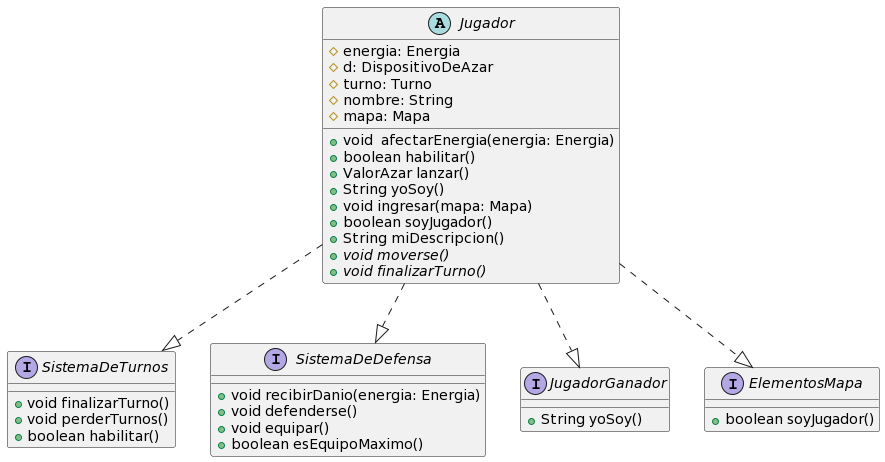 A Jugador
energia: Energia
d: DispositivoDeAzar
turno: Turno
nombre: String
mapa: Mapa
void  afectarEnergia(energia: Energia)
boolean habilitar()
ValorAzar lanzar()
String yoSoy()
void ingresar(mapa: Mapa)
boolean soyJugador()
String miDescripcion()
void moverse()
void finalizarTurno()
I SistemaDeTurnos
void finalizarTurno()
void perderTurnos()
boolean habilitar()
I SistemaDeDefensa
void recibirDanio(energia: Energia)
void defenderse()
void equipar()
boolean esEquipoMaximo()
I JugadorGanador
String yoSoy()
I ElementosMapa
boolean soyJugador()